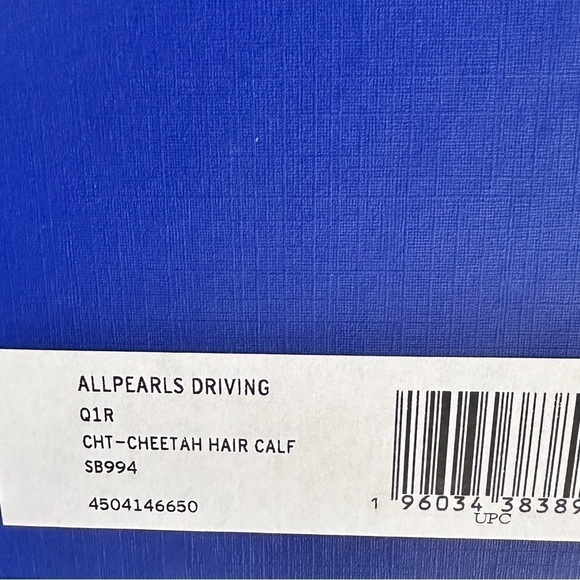 ALLPEARLS DRIVING
Q1R
CHT-CHEETAH HAIR CALF
SB994
4504146650
1 96034 38389
UPC